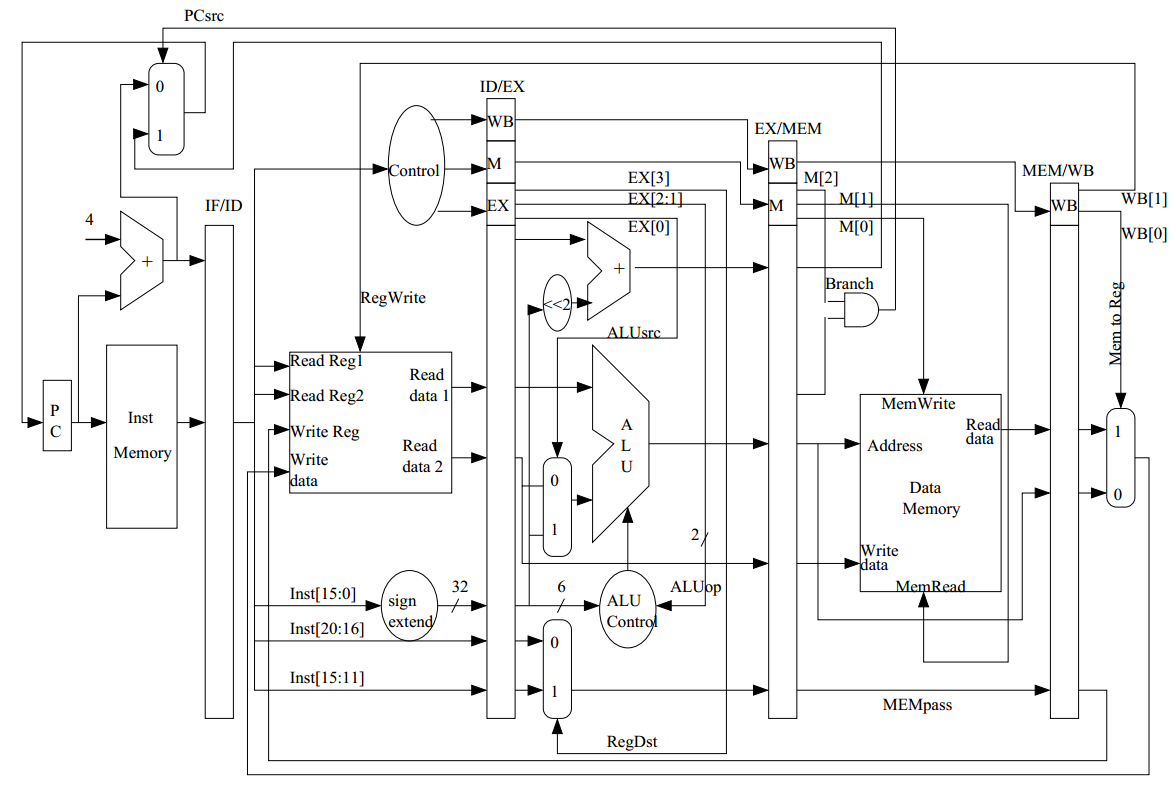 PCsrc
0
1
ID/EX
WB
M
EX
Control
EX/MEM
WB
M
MEM/WB
WB
EX[3]
EX[2:1]
EX[0]
M[2]
M[1]
M[0]
WB[1]
WB[0]
IF/ID
4
+
+
<<2
Branch
RegWrite
ALUsrc
Mem to Reg
P
C
Inst
Memory
Read Reg1
Read Reg2
Write Reg
Write
data
Read
data 1
Read
data 2
A
L
U
0
1
MemWrite
Address
Read
data
Data
Memory
Write
data
MemRead
1
0
2
Inst[15:0]
sign
extend
32
6
ALU
Control
ALUop
Inst[20:16]
0
1
Inst[15:11]
MEMpass
RegDst